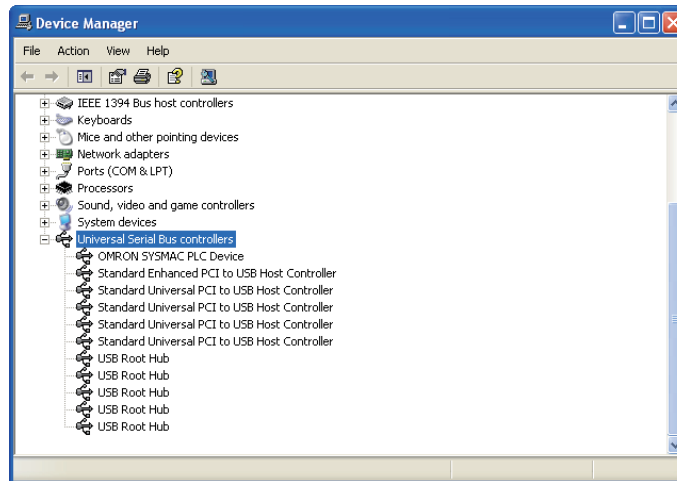 Device Manager
File Action View Help
IEEE 1394 Bus host controllers
Keyboards
Mice and other pointing devices
Network adapters
Ports (COM & LPT)
Processors
Sound, video and game controllers
System devices
Universal Serial Bus controllers
OMRON SYSMAC PLC Device
Standard Enhanced PCI to USB Host Controller
Standard Universal PCI to USB Host Controller
Standard Universal PCI to USB Host Controller
Standard Universal PCI to USB Host Controller
Standard Universal PCI to USB Host Controller
USB Root Hub
USB Root Hub
USB Root Hub
USB Root Hub
USB Root Hub